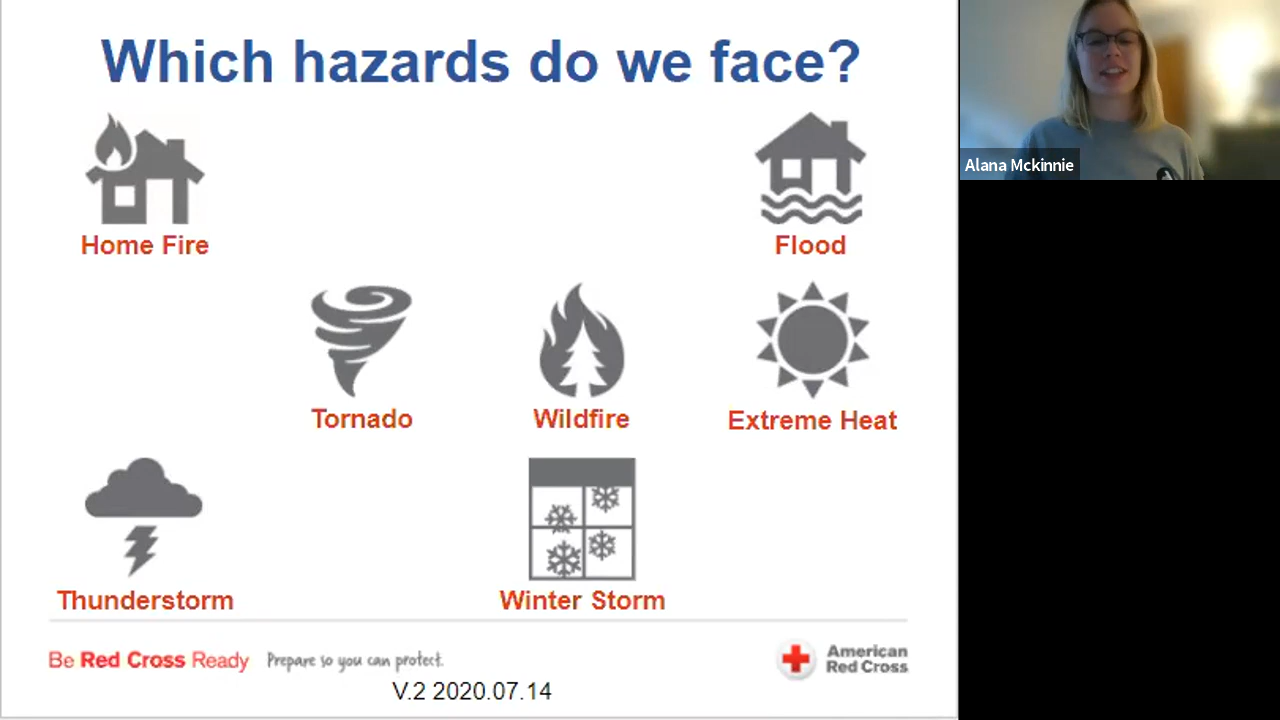 Which hazards do we face?
Alana Mckinnie
Home Fire
Flood
Tornado
Wildfire
Extreme Heat
Thunderstorm
Winter Storm
Be Red Cross Ready
Prepare so you can protect.
American
Red Cross
V.2 2020.07.14